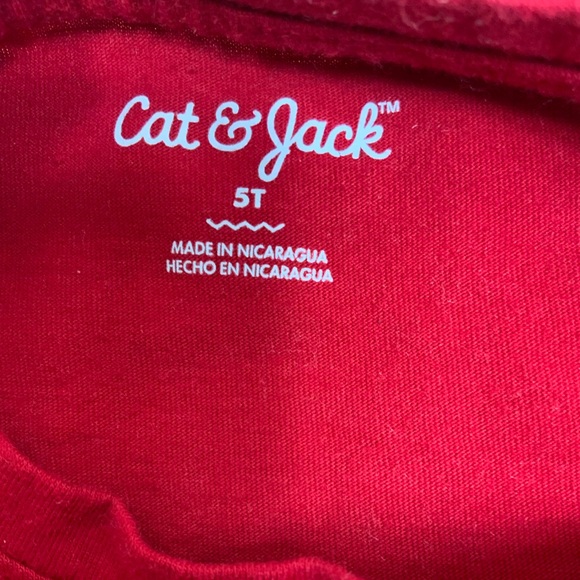 Cat & Jack™
5T
MADE IN NICARAGUA
HECHO EN NICARAGUA